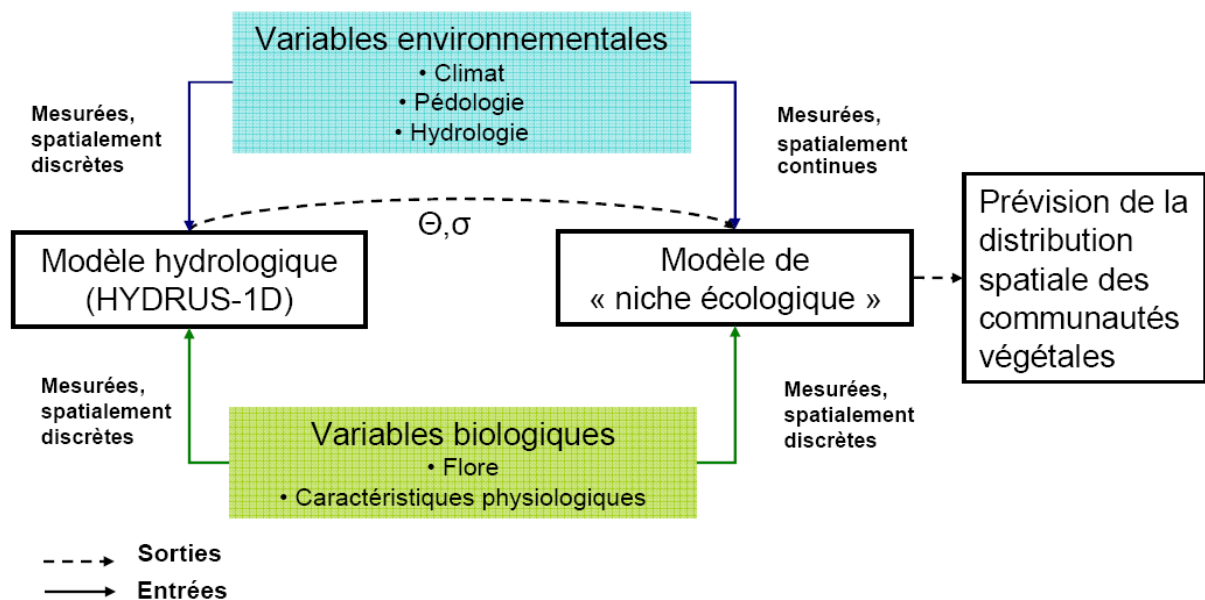 Variables environnementales
• Climat
• Pédologie
• Hydrologie
Mesurées,
spatialement
discrètes
Mesurées,
spatialement
continues
Θ,σ
Modèle hydrologique
(HYDRUS-1D)
Modèle de
« niche écologique »
Prévision de la
distribution
spatiale des
communautés
végétales
Mesurées,
spatialement
discrètes
Mesurées,
spatialement
discrètes
Variables biologiques
• Flore
• Caractéristiques physiologiques
Sorties
Entrées